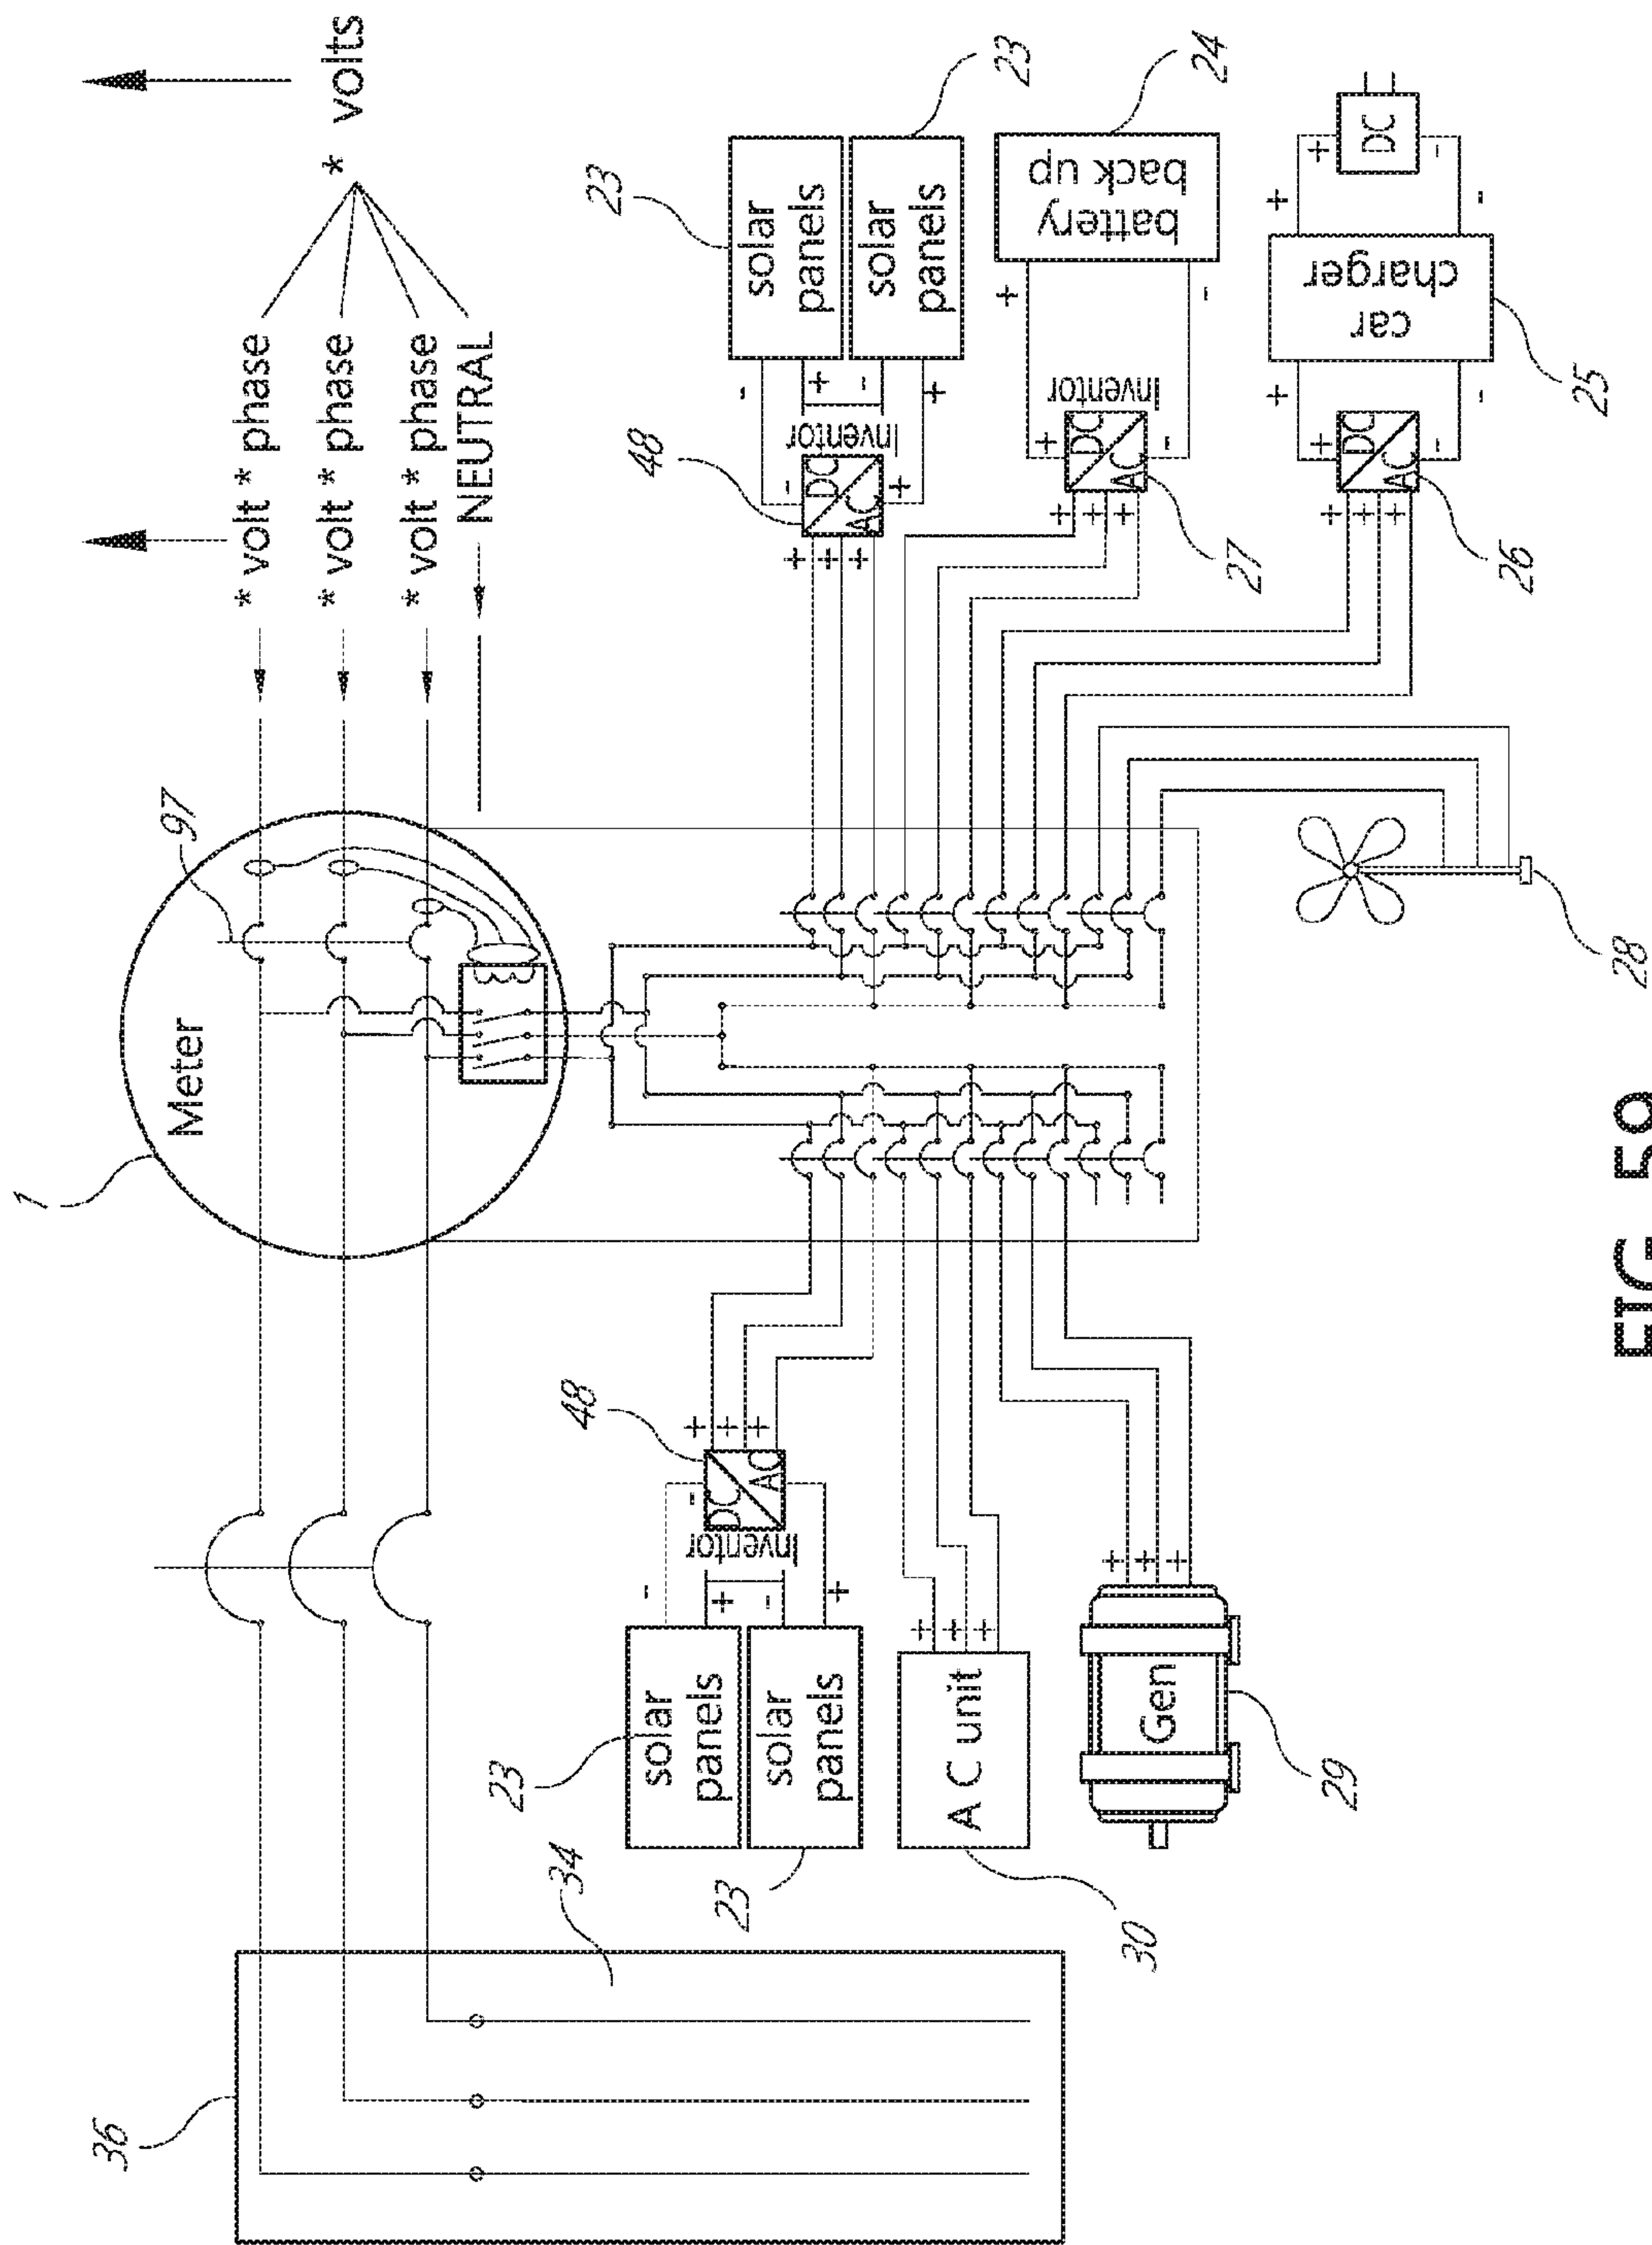 * volts
* volt * phase
* volt * phase
* volt * phase
NEUTRAL
97
Meter
1
23
solar
panels
solar
panels
23
48
DC
AC
Inventor
- +
- +
battery
back up
24
Inventor
DC
AC
27
+
-
car
charger
25
DC
AC
26
DC
+
-
28
48
DC
AC
Inventor
- +
- +
solar
panels
23
solar
panels
23
A C unit
30
+ + +
Gen
29
+ + +
34
36
FIG. 58